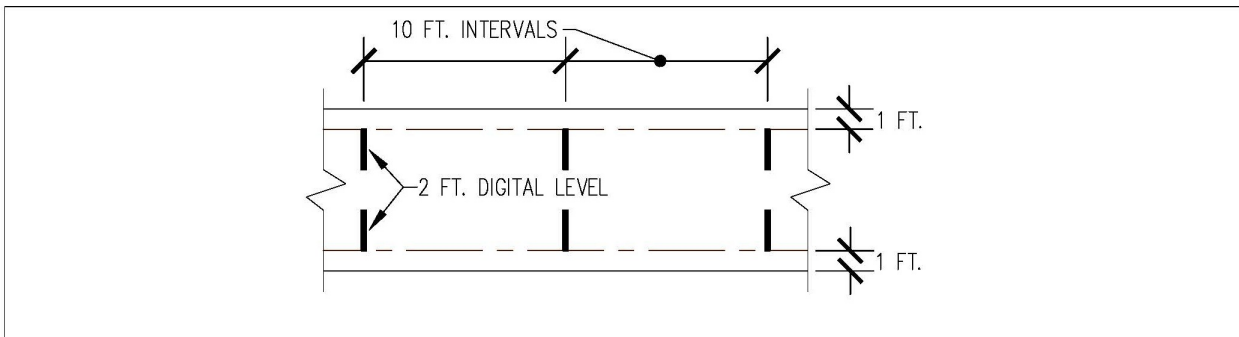 10 FT. INTERVALS
1 FT.
2 FT. DIGITAL LEVEL
1 FT.